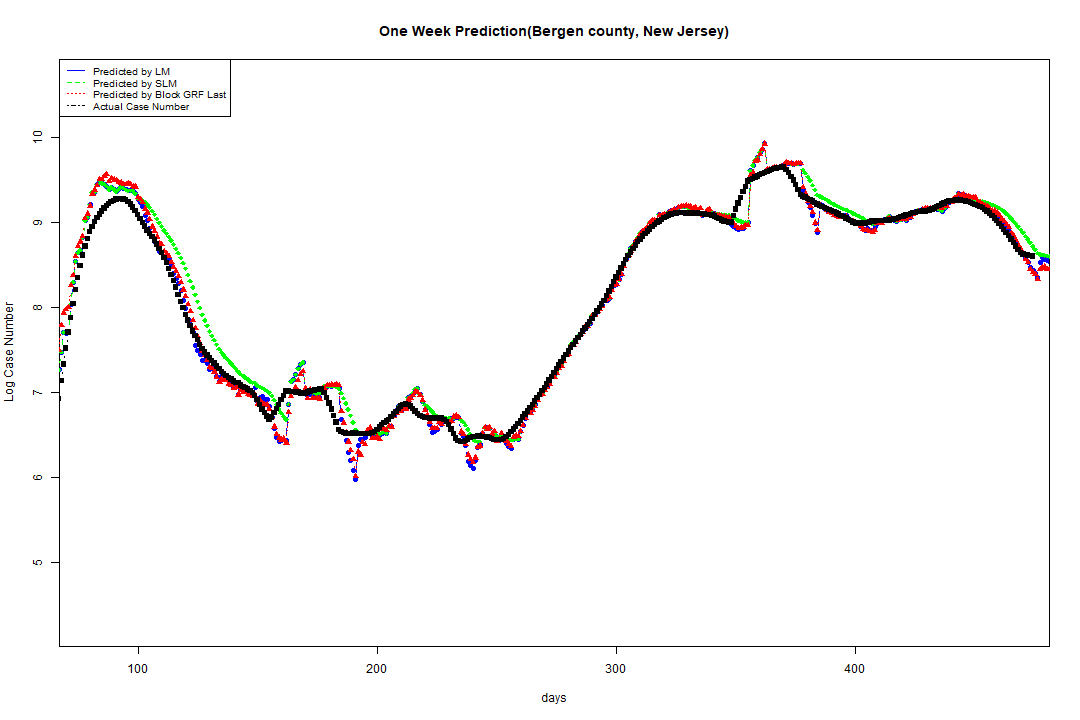 One Week Prediction(Bergen county, New Jersey)
Predicted by LM
Predicted by SLM
Predicted by Block GRF Last
Actual Case Number
10
9
8
7
6
5
Log Case Number
100 200 300 400
days